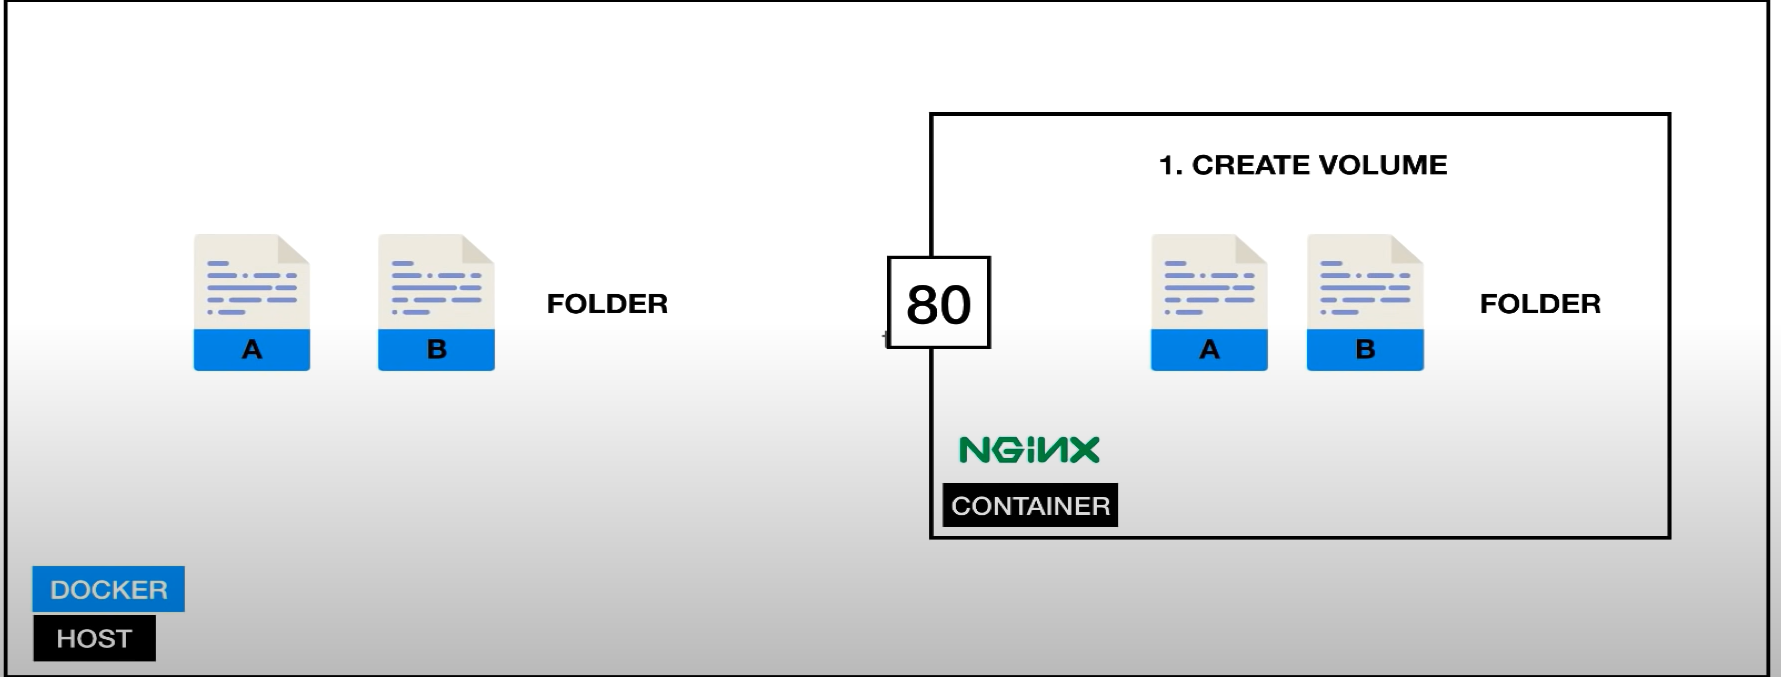 1. CREATE VOLUME
A
B
FOLDER
80
A
B
FOLDER
NGINX
CONTAINER
DOCKER
HOST